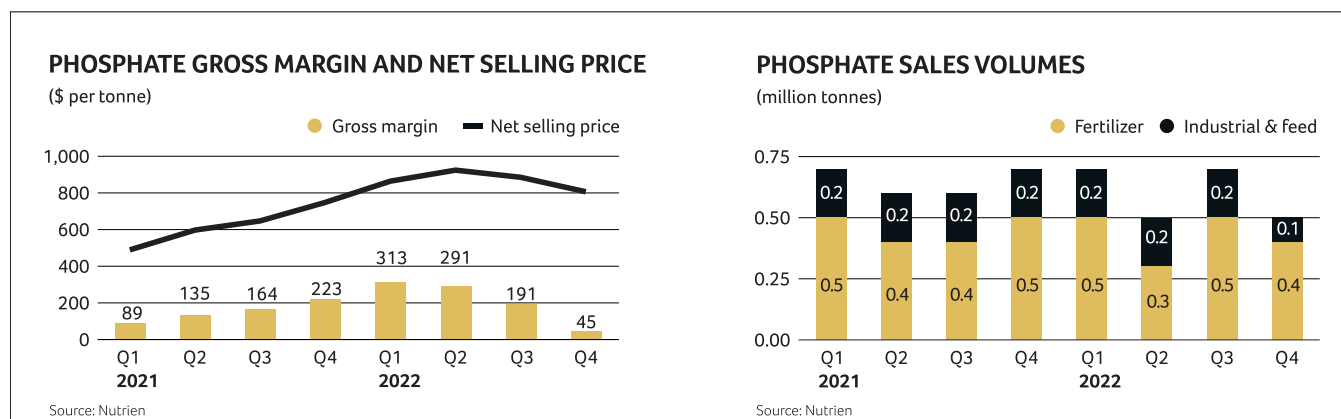 PHOSPHATE GROSS MARGIN AND NET SELLING PRICE
($ per tonne)
Gross margin Net selling price
1,000
800
600
400
200
0
89 135 164 223 313 291 191 45
Q1 Q2 Q3 Q4 Q1 Q2 Q3 Q4
2021 2022
Source: Nutrien
PHOSPHATE SALES VOLUMES
(million tonnes)
Fertilizer Industrial & feed
0.75
0.50
0.25
0.00
0.2 0.2 0.2 0.2 0.2 0.2 0.2 0.1
0.5 0.4 0.4 0.5 0.5 0.3 0.5 0.4
Q1 Q2 Q3 Q4 Q1 Q2 Q3 Q4
2021 2022
Source: Nutrien